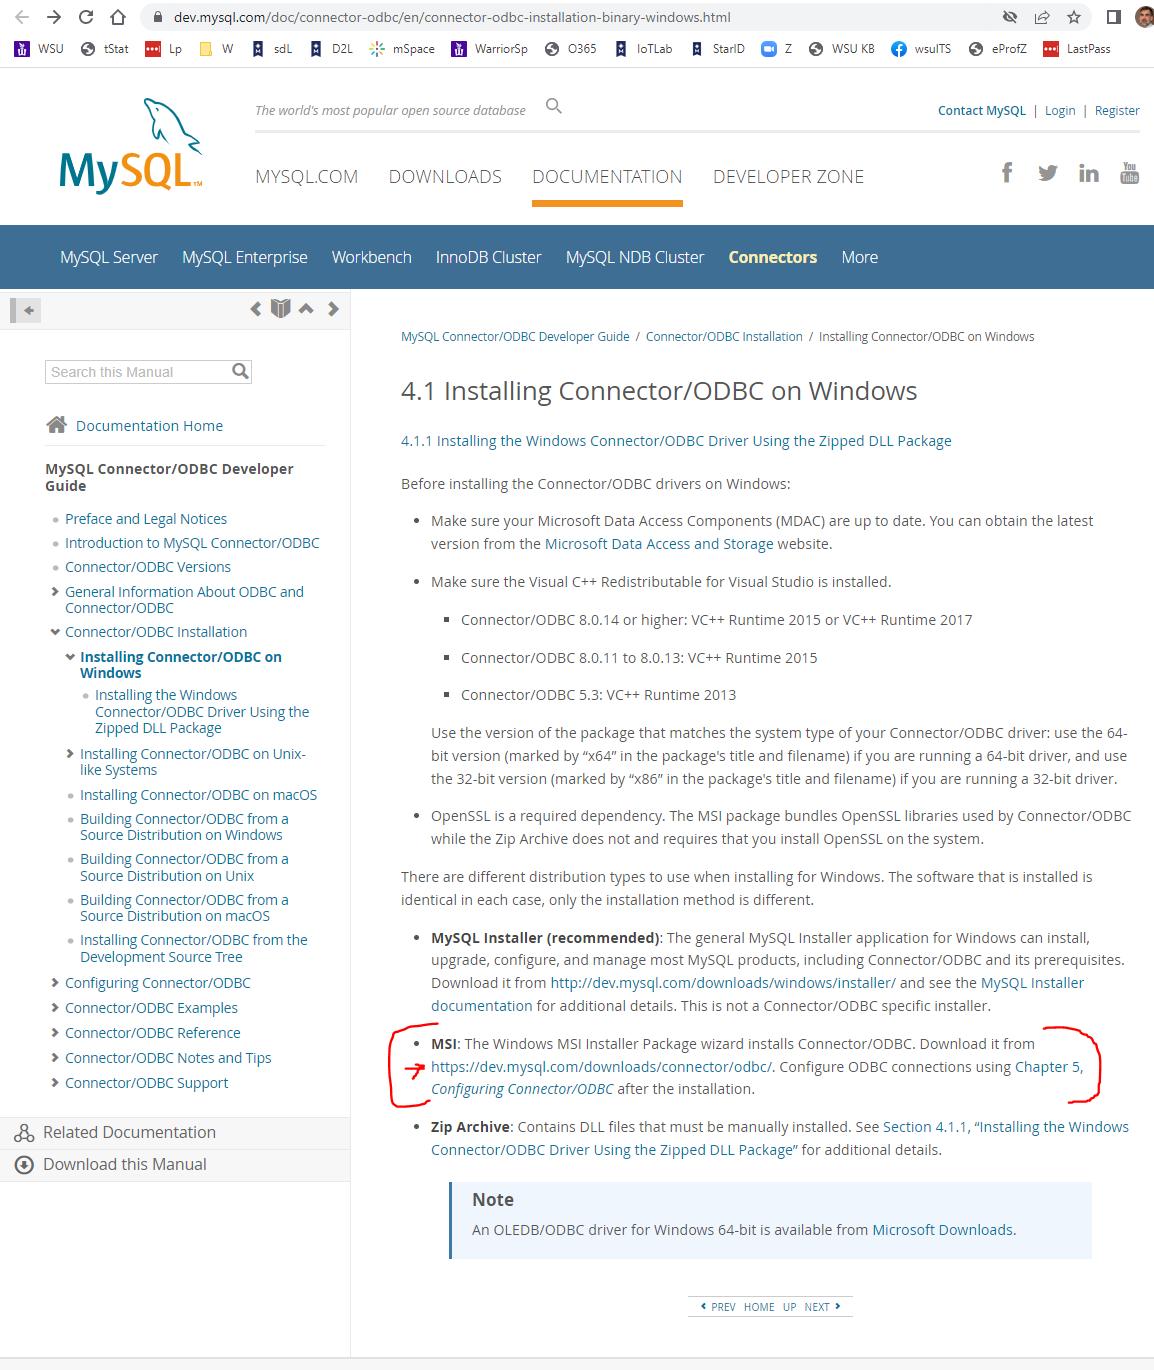 dev.mysql.com/doc/connector-odbc/en/connector-odbc-installation-binary-windows.html
WSU tStat Lp W sdL D2L mSpace WarriorSp O365 IoTLab StarID Z WSU KB wsuITS eProfZ LastPass
The world's most popular open source database
Contact MySQL | Login | Register
MySQL™
MYSQL.COM DOWNLOADS DOCUMENTATION DEVELOPER ZONE
You
Tube
MySQL Server MySQL Enterprise Workbench InnoDB Cluster MySQL NDB Cluster Connectors More
Search this Manual
Documentation Home
MySQL Connector/ODBC Developer
Guide
Preface and Legal Notices
Introduction to MySQL Connector/ODBC
Connector/ODBC Versions
General Information About ODBC and
Connector/ODBC
Connector/ODBC Installation
Installing Connector/ODBC on
Windows
Installing the Windows
Connector/ODBC Driver Using the
Zipped DLL Package
Installing Connector/ODBC on Unix-
like Systems
Installing Connector/ODBC on macOS
Building Connector/ODBC from a
Source Distribution on Windows
Building Connector/ODBC from a
Source Distribution on Unix
Building Connector/ODBC from a
Source Distribution on macOS
Installing Connector/ODBC from the
Development Source Tree
Configuring Connector/ODBC
Connector/ODBC Examples
Connector/ODBC Reference
Connector/ODBC Notes and Tips
Connector/ODBC Support
Related Documentation
Download this Manual
MySQL Connector/ODBC Developer Guide / Connector/ODBC Installation / Installing Connector/ODBC on Windows
4.1 Installing Connector/ODBC on Windows
4.1.1 Installing the Windows Connector/ODBC Driver Using the Zipped DLL Package
Before installing the Connector/ODBC drivers on Windows:
Make sure your Microsoft Data Access Components (MDAC) are up to date. You can obtain the latest
version from the Microsoft Data Access and Storage website.
Make sure the Visual C++ Redistributable for Visual Studio is installed.
Connector/ODBC 8.0.14 or higher: VC++ Runtime 2015 or VC++ Runtime 2017
Connector/ODBC 8.0.11 to 8.0.13: VC++ Runtime 2015
Connector/ODBC 5.3: VC++ Runtime 2013
Use the version of the package that matches the system type of your Connector/ODBC driver: use the 64-
bit version (marked by “x64” in the package's title and filename) if you are running a 64-bit driver, and use
the 32-bit version (marked by “x86” in the package's title and filename) if you are running a 32-bit driver.
OpenSSL is a required dependency. The MSI package bundles OpenSSL libraries used by Connector/ODBC
while the Zip Archive does not and requires that you install OpenSSL on the system.
There are different distribution types to use when installing for Windows. The software that is installed is
identical in each case, only the installation method is different.
MySQL Installer (recommended): The general MySQL Installer application for Windows can install,
upgrade, configure, and manage most MySQL products, including Connector/ODBC and its prerequisites.
Download it from http://dev.mysql.com/downloads/windows/installer/ and see the MySQL Installer
documentation for additional details. This is not a Connector/ODBC specific installer.
MSI: The Windows MSI Installer Package wizard installs Connector/ODBC. Download it from
https://dev.mysql.com/downloads/connector/odbc/. Configure ODBC connections using Chapter 5,
Configuring Connector/ODBC after the installation.
Zip Archive: Contains DLL files that must be manually installed. See Section 4.1.1, “Installing the Windows
Connector/ODBC Driver Using the Zipped DLL Package” for additional details.
Note
An OLEDB/ODBC driver for Windows 64-bit is available from Microsoft Downloads.
PREV HOME UP NEXT